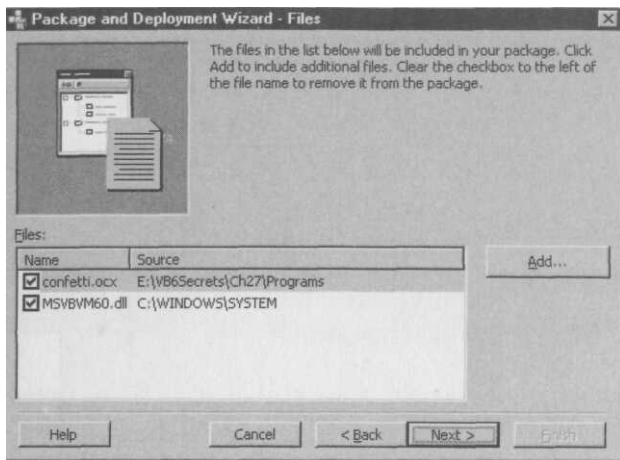 Package and Deployment Wizard - Files
The files in the list below will be included in your package. Click
Add to include additional files. Clear the checkbox to the left of
the file name to remove it from the package.
Files:
Name Source
Add...
confetti.ocx E:\VB6Secrets\Ch27\Programs
MSVBVM60.dll C:\WINDOWS\SYSTEM
Help Cancel < Back Next > Finish